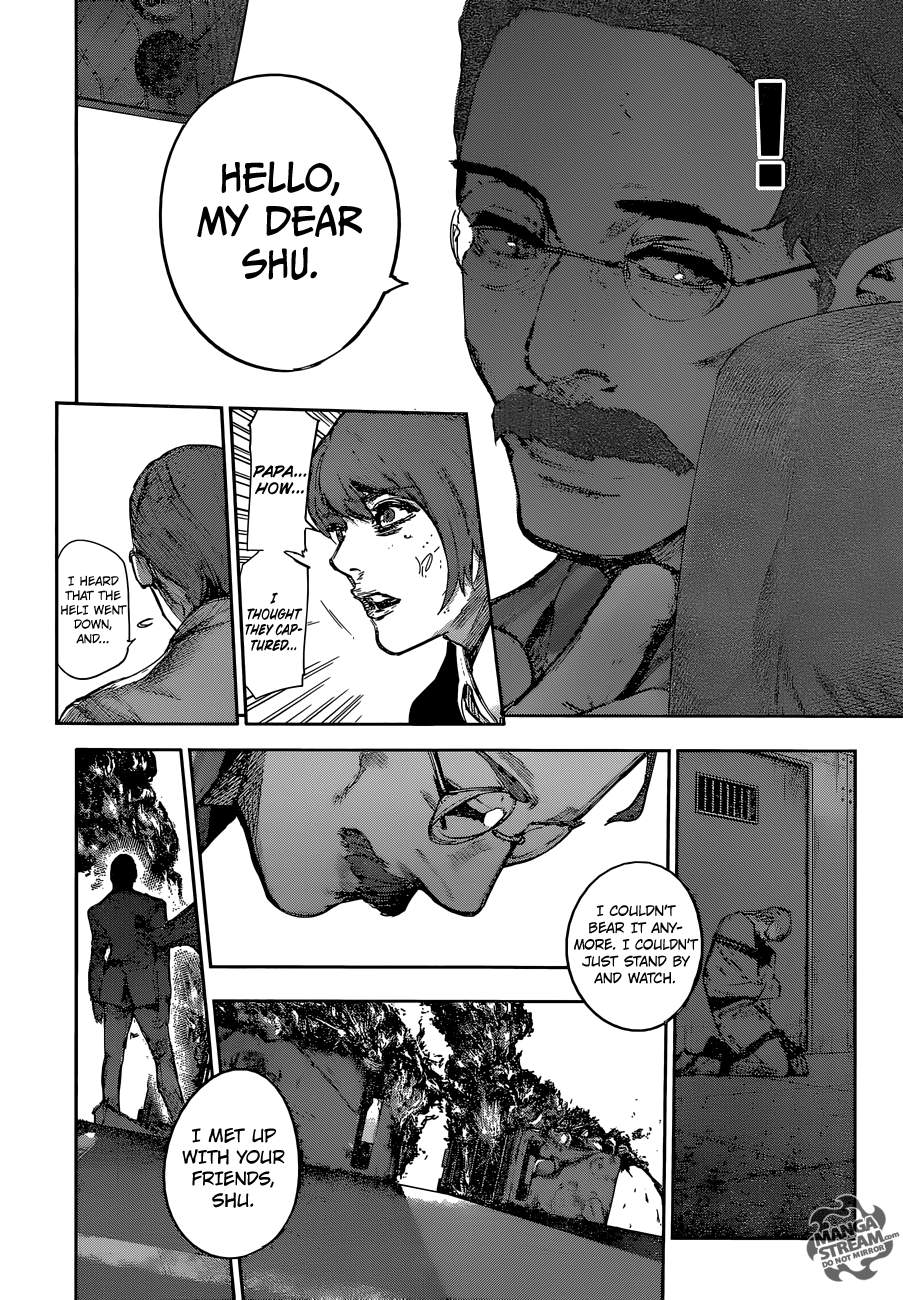 !
HELLO,
MY DEAR
SHU.
PAPA...
HOW...
I
THOUGHT
THEY CAP-
TURED...
I HEARD
THAT THE
HELI WENT
DOWN,
AND...
I COULDN'T
BEAR IT ANY-
MORE. I COULDN'T
JUST STAND BY
AND WATCH.
I MET UP
WITH YOUR
FRIENDS,
SHU.
MANGA
STREAM.com
DO NOT MIRROR